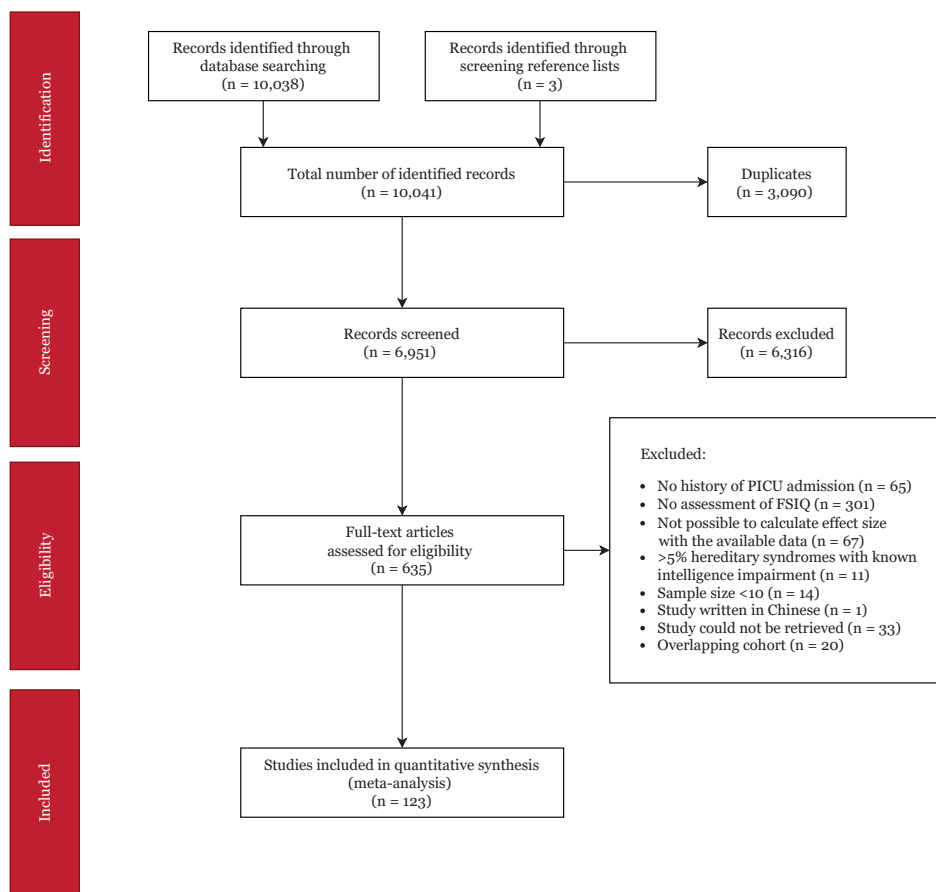 Identification
Records identified through
database searching
(n = 10,038)
Records identified through
screening reference lists
(n = 3)
Total number of identified records
(n = 10,041)
Duplicates
(n = 3,090)
Screening
Records screened
(n = 6,951)
Records excluded
(n = 6,316)
Eligibility
Full-text articles
assessed for eligibility
(n = 635)
Excluded:
• No history of PICU admission (n = 65)
• No assessment of FSIQ (n = 301)
• Not possible to calculate effect size
with the available data (n = 67)
• >5% hereditary syndromes with known
intelligence impairment (n = 11)
• Sample size <10 (n = 14)
• Study written in Chinese (n = 1)
• Study could not be retrieved (n = 33)
• Overlapping cohort (n = 20)
Included
Studies included in quantitative synthesis
(meta-analysis)
n = 123)